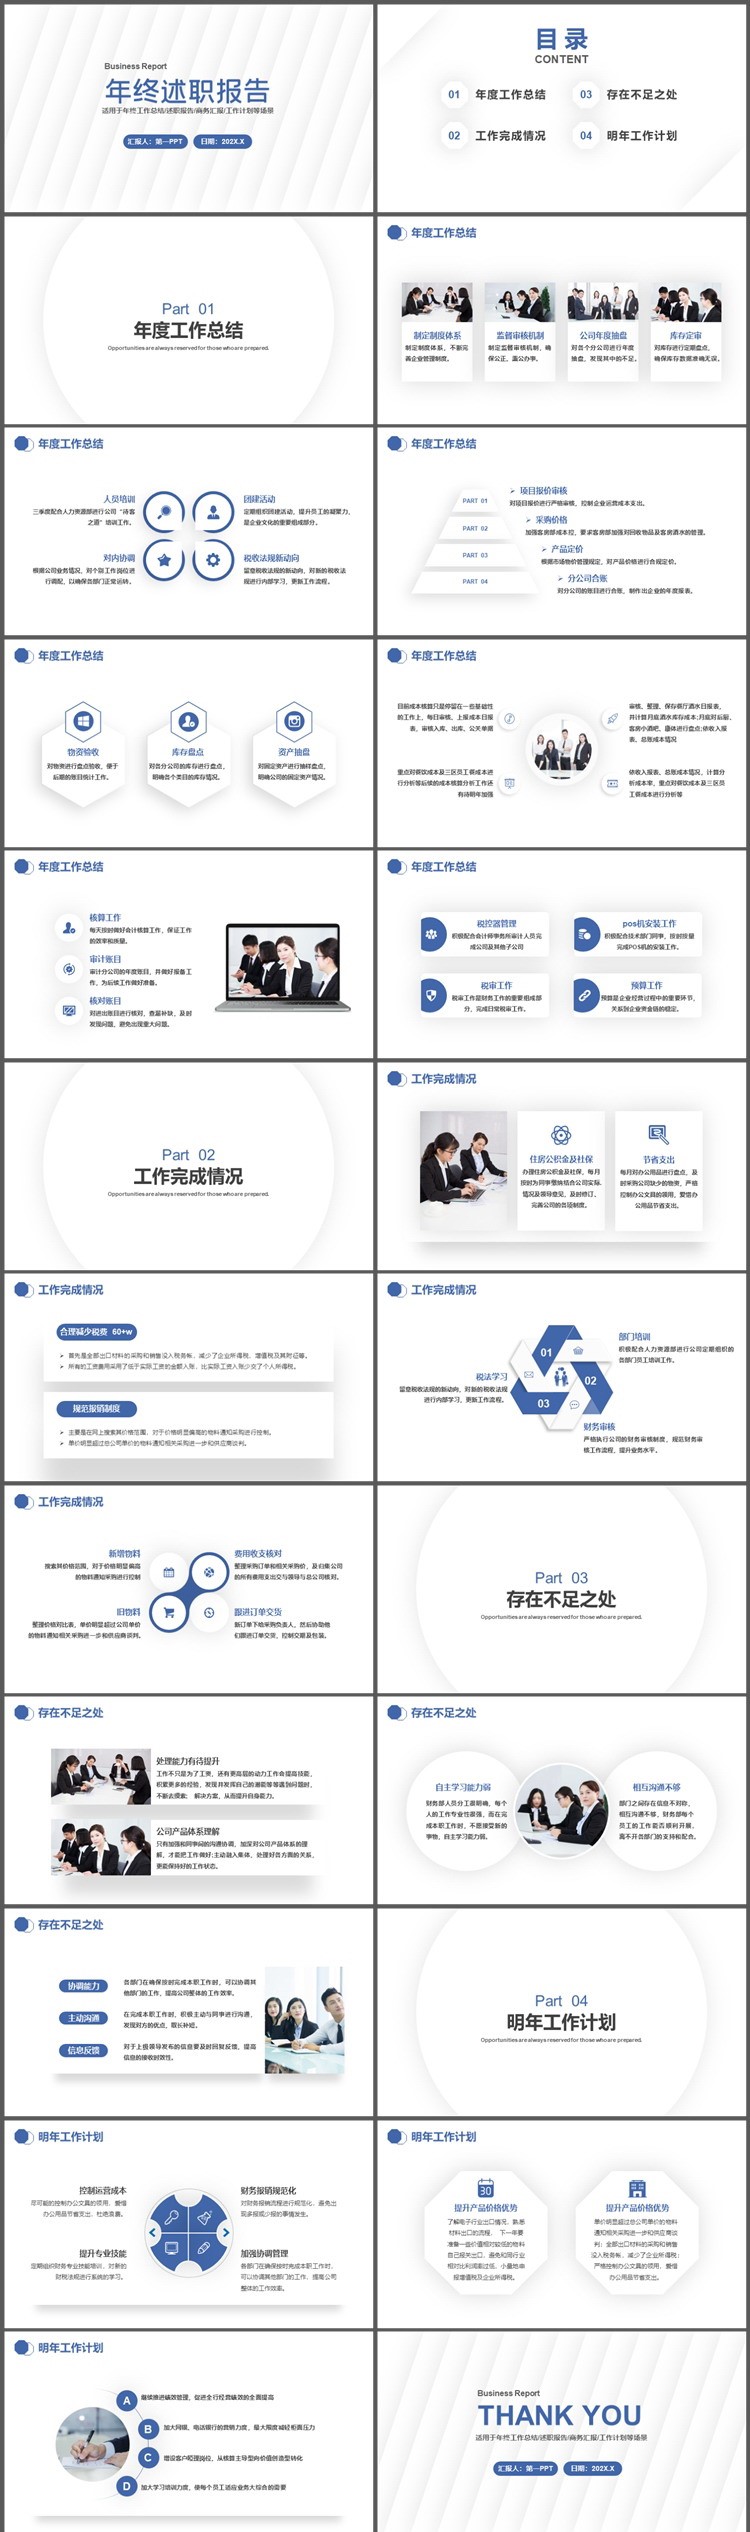 Business Report
年终述职报告
适用于年终工作总结/述职报告/商务汇报/工作计划等场景
汇报人：第一PPT
日期：202X.X
目录
CONTENT
01 年度工作总结
03 存在不足之处
02 工作完成情况
04 明年工作计划
Part 01
年度工作总结
Opportunities are always reserved for those who are prepared.
年度工作总结
制定制度体系
制定制度体系，不断完
善企业管理制度。
监督审核机制
制定监督审核机制，确
保公正，漏公办事。
公司年度抽盘
对各个分公司进行年度
抽盘，发现其中的不足。
库存定审
对库存进行定期盘点，
确保库存数据准确无误。
年度工作总结
人员培训
三季度配合人力资源部进行公司“待客
之道”培训工作。
团建活动
定期组织团建活动，提升员工的凝聚力，
是企业文化的重要组成部分。
对内协调
根据公司业务情况，对个别工作岗位进
行调配，以确保各部门正常运转。
税收法规新动向
留意税收法规的新动向，对新的税收法
规进行内部学习，更新工作流程。
年度工作总结
PART 01
项目报价审核
对项目报价进行严格审核，控制企业运营成本支出。
PART 02
采购价格
加强客房部成本控，要求客房部加强对回收物品及客房酒水的管理。
PART 03
产品定价
根据市场物价管理规定，对产品价格进行合规定价。
PART 04
分公司合账
对分公司的账目进行合账，制作出企业的年度报表。
年度工作总结
物资验收
对物资进行盘点验收，便于
后期的账目统计工作。
库存盘点
对各分公司的库存进行盘点，
明确各个类目的库存情况。
资产抽盘
对固定资产进行抽样盘点，
明确公司的固定资产情况。
年度工作总结
目前成本核算只是停留在一些基础性
的工作上，每日审核、上报成本日报
表，审核入库、出库、公关单据
审核、整理、保存餐厅酒水日报表，
并计算月底酒水库存成本;月底对后厨、
客房小酒吧、康体进行盘点;依收入报
表、总账成本情况
重点对餐饮成本及三区员工餐成本进
行分析等后续的成本核算分析工作还
有待明年加强
依收入报表、总账成本情况，计算分
析成本率，重点对餐饮成本及三区员
工餐成本进行分析等
年度工作总结
核算工作
每天按时做好会计核算工作，保证工作
的效率和质量。
审计账目
审计分公司的年度账目，并做好报备工
作，为后续工作做好准备。
核对账目
对进出账目进行核对，查漏补缺，及时
发现问题，避免出现重大问题。
年度工作总结
税控器管理
积极配合会计师事务所审计人员完
成公司及其他子公司
pos机安装工作
积极配合技术部门同事，按时按量
完成POS机的安装工作。
税审工作
税审工作是财务工作的重要组成部
分，完成日常税审工作。
预算工作
预算是企业经营过程中的重要环节，
关系到企业资金链的稳定。
Part 02
工作完成情况
Opportunities are always reserved for those who are prepared.
工作完成情况
住房公积金及社保
办理住房公积金及社保，每月
按时为同事缴纳结合公司实际
情况及领导意见，及时修订、
完善公司的各项制度。
节省支出
每月对办公用品进行盘点，及
时采购公司缺少的物资，严格
控制办公文具的领用，爱惜办
公用品节省支出。
工作完成情况
合理减少税费 60+w
首先是全部出口材料的采购和销售没入税务帐，减少了企业所得税，增值税及其附征等。
所有的工资善用采用了低于实际工资的金额入账，比实际工资入账少交了个人所得税。
规范报销制度
主要是在网上搜索其价格范围，对于价格明显偏高的物料通知采购进行控制。
单价明显超过总公司单价的物料通知相关采购进一步和供应商谈判。
工作完成情况
01
02
03
部门培训
积极配合人力资源部进行公司定期组织的
各部门员工培训工作。
税法学习
留意税收法规的新动向，对新的税收法规
进行内部学习，更新工作流程。
财务审核
严格执行公司的财务审核制度，规范财务审
核工作流程，提升业务水平。
工作完成情况
新增物料
搜索其价格范围，对于价格明显偏高
的物料通知采购进行控制
费用收支核对
整理采购订单和相关采购价，及归集公司
的所有费用支出交与领导与总公司核对。
旧物料
整理价格对比表，单价明显超过公司单价
的物料通知相关采购进一步和供应商谈判。
跟进订单交货
新订单下给采购负责人，然后协助他
们跟进订单交货，控制交期及包装。
Part 03
存在不足之处
Opportunities are always reserved for those who are prepared.
存在不足之处
处理能力有待提升
工作不只是为了工资，还有更高层的动力工作会提高技能，
积累更多的经验，发现并发挥自己的潜能等等遇到问题时，
不断去摸索; 解决方案，从而提升自身能力。
公司产品体系理解
只有加强和同事间的沟通协调，加深对公司产品体系的理
解，才能把工作做好;主动融入集体，处理好各方面的关系，
更能保持好的工作状态。
存在不足之处
自主学习能力弱
财务部人员分工很明确，每个
人的工作专业性很强，而在完
成本职工作时，不愿接受新的
事物，自主学习能力弱。
相互沟通不够
部门之间存在信息不对称，
相互沟通不够，财务部每个
员工的工作能否顺利开展，
离不开各部门的支持和配合。
存在不足之处
协调能力
各部门在确保按时完成本职工作时，可以协调其
他部门的工作，提高公司整体的工作效率。
主动沟通
在完成本职工作时，积极主动与同事进行沟通，
发现对方的优点，取长补短。
信息反馈
对于上级领导发布的信息要及时回复反馈，提高
信息的接收时效性。
Part 04
明年工作计划
Opportunities are always reserved for those who are prepared.
明年工作计划
控制运营成本
尽可能的控制办公文具的领用，爱惜
办公用品节省支出，杜绝浪费。
财务报销规范化
对财务报销流程进行规范化，避免出
现多报或少报的事情发生。
提升专业技能
定期组织财务专业技能培训，对新的
财税法规进行系统的学习。
加强协调管理
各部门在确保按时完成本职工作时，
可以协调其他部门的工作，提高公司
整体的工作效率。
明年工作计划
30
提升产品价格优势
了解电子行业出口情况，熟悉
材料出口的流程， 下一年要
准备一些价值相对较低的物料
自己报关出口，避免和同行业
相对比利润率过低，小量地申
报增值税及企业所得税。
提升产品价格优势
单价明显超过总公司单价的物料
通知相关采购进一步和供应商谈
判；全部出口材料的采购和销售
没入税务帐，减少了企业所得税；
严格控制办公文具的领用，爱惜
办公用品节省支出。
明年工作计划
A 继续推进绩效管理，促进全行经营绩效的全面提高
B 加大网银、电话银行的营销力度，最大限度减轻柜面压力
C 增设客户经理岗位，从核算主导型向价值创造型转化
D 加大学习培训力度，使每个员工适应业务大综合的需要
Business Report
THANK YOU
适用于年终工作总结/述职报告/商务汇报/工作计划等场景
汇报人：第一PPT
日期：202X.X